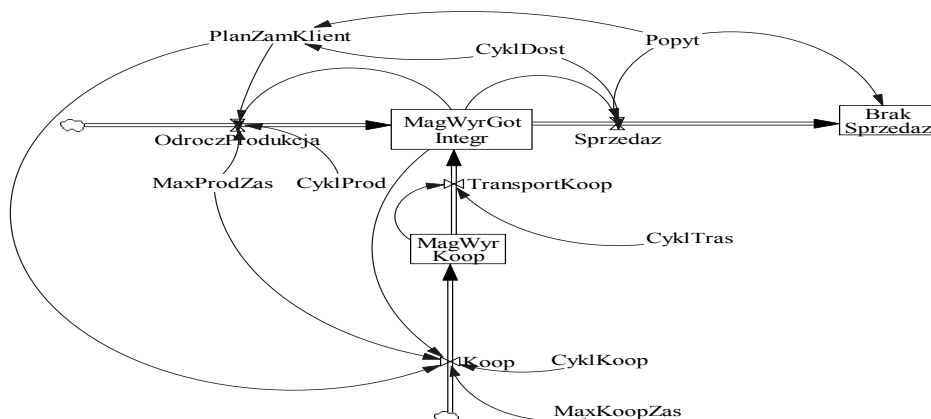 PlanZamKlient
CyklDost
Popyt
MagWyrGot
Integr
Brak
Sprzedaz
OdroczProdukcja
Sprzedaz
MaxProdZas
CyklProd
TransportKoop
CyklTras
MagWyr
Koop
Koop
CyklKoop
MaxKoopZas